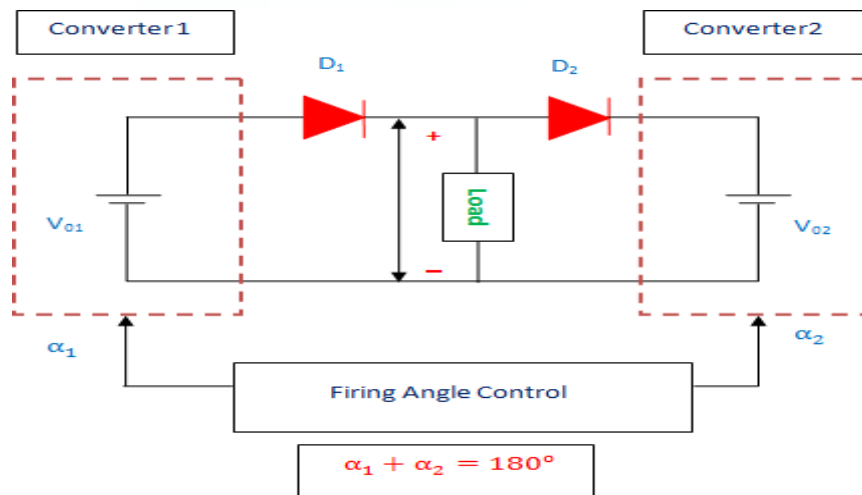 Converter1
Converter2
D₁
D₂
+
Load
V₀₁
V₀₂
−
α₁
α₂
Firing Angle Control
α₁ + α₂ = 180°